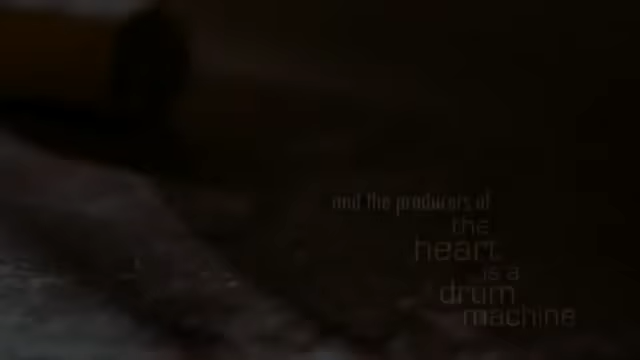 and the producers of
the
heart
is a
drum
machine